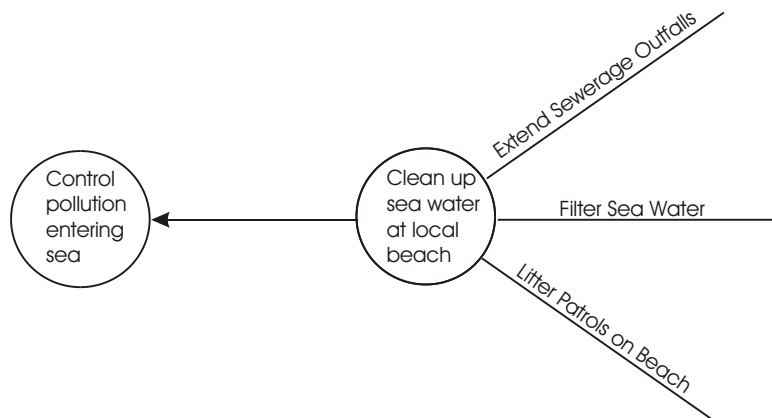 Control
pollution
entering
sea
Clean up
sea water
at local
beach
Extend Sewerage Outfalls
Filter Sea Water
Litter Patrols on Beach